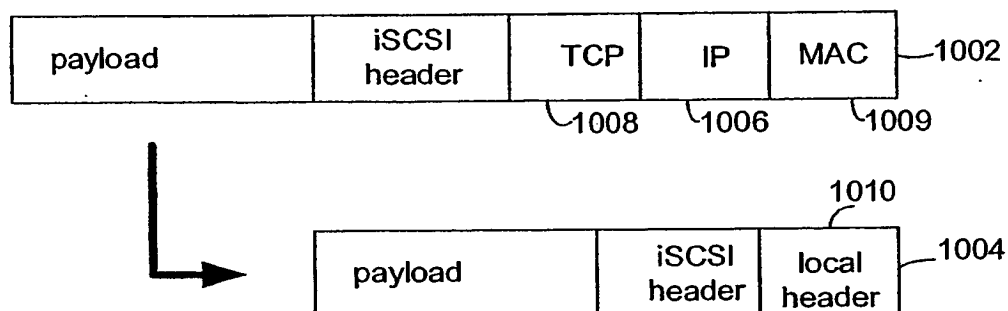 payload
iSCSI
header
TCP
IP
MAC
1002
1008
1006
1009
1010
payload
iSCSI
header
local
header
1004